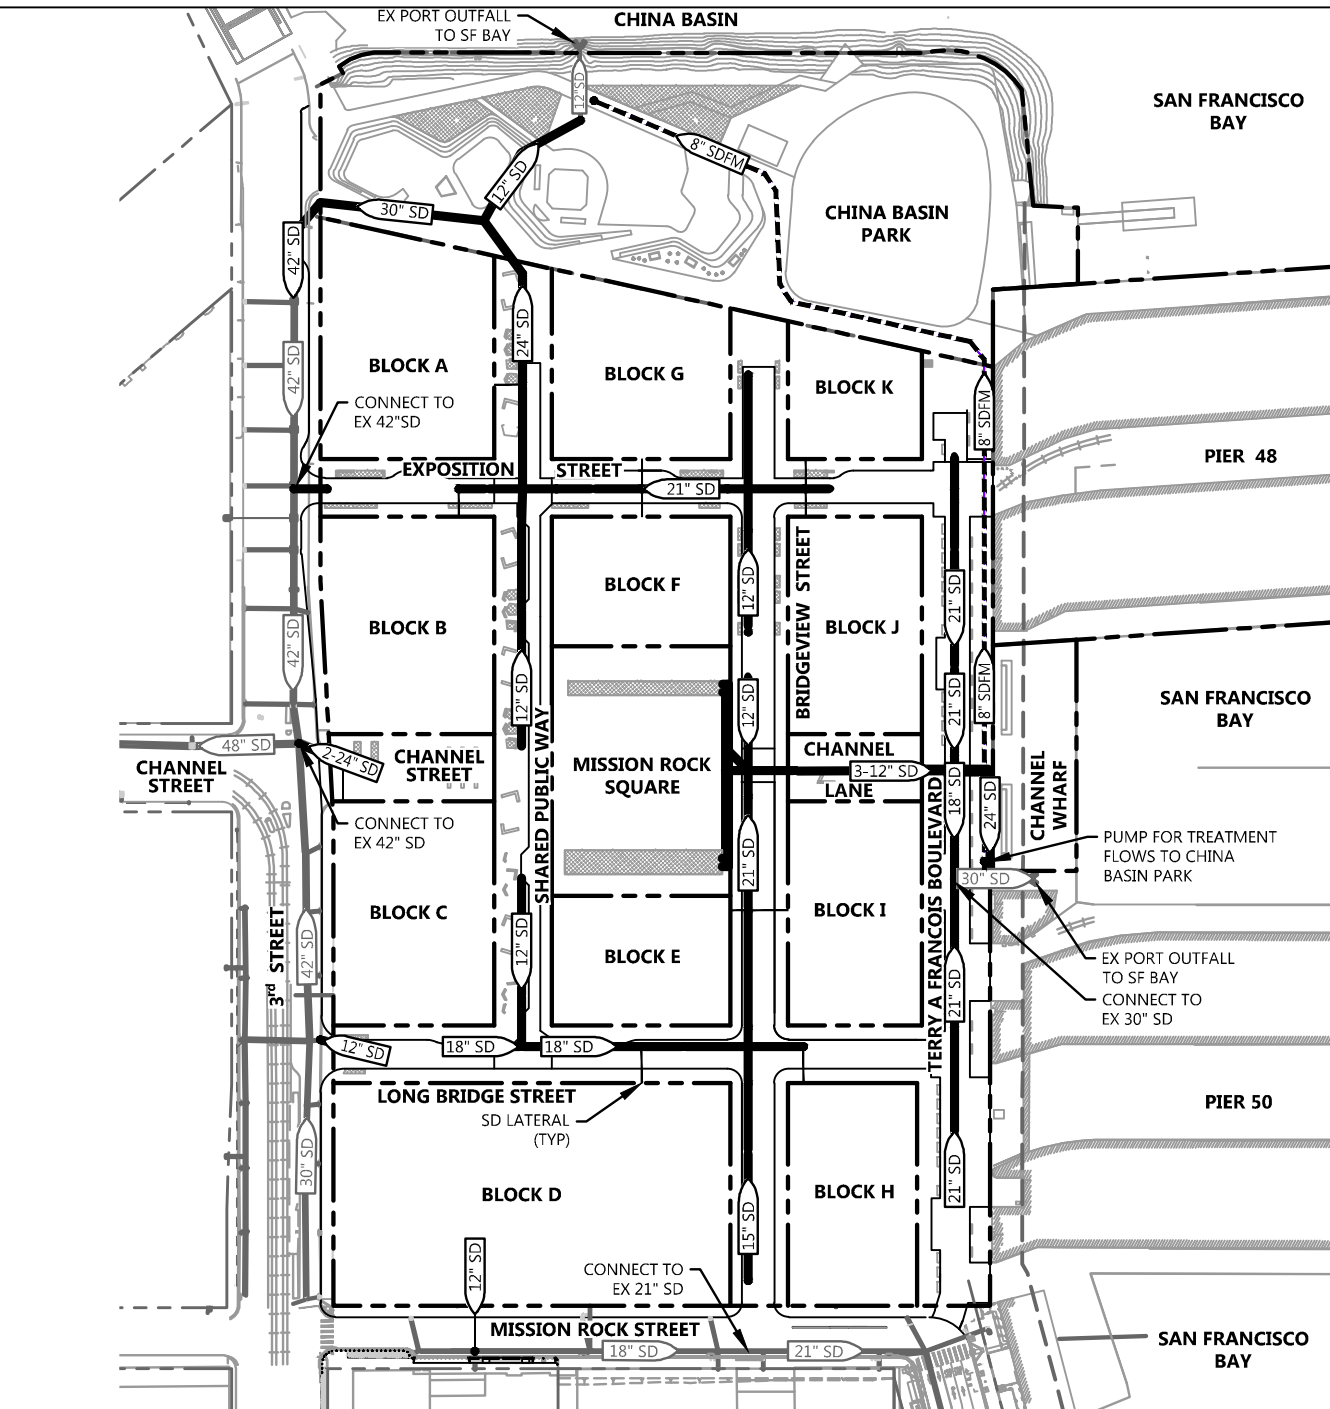 EX PORT OUTFALL
TO SF BAY
CHINA BASIN
SAN FRANCISCO
BAY
12"SD
8" SDFM
12" SD
30" SD
CHINA BASIN
PARK
42" SD
24" SD
42" SD
BLOCK A
BLOCK G
BLOCK K
8" SDFM
CONNECT TO
EX 42"SD
PIER 48
EXPOSITION STREET
21" SD
BLOCK F
12" SD
BRIDGEVIEW STREET
21" SD
BLOCK B
BLOCK J
42" SD
12" SD
12" SD
21" SD
8" SDFM
SAN FRANCISCO
BAY
48" SD
2-24" SD
CHANNEL
STREET
CHANNEL
STREET
SHARED PUBLIC WAY
MISSION ROCK
SQUARE
CHANNEL
LANE
3-12" SD
18" SD
24" SD
CHANNEL
WHARF
CONNECT TO
EX 42" SD
PUMP FOR TREATMENT
FLOWS TO CHINA
BASIN PARK
21" SD
30" SD
BLOCK C
BLOCK I
TERRY A FRANCOIS BOULEVARD
3rd STREET
42" SD
12" SD
BLOCK E
21" SD
EX PORT OUTFALL
TO SF BAY
CONNECT TO
EX 30" SD
12" SD
18" SD
18" SD
LONG BRIDGE STREET
SD LATERAL
(TYP)
PIER 50
30" SD
21" SD
BLOCK D
BLOCK H
15" SD
12" SD
CONNECT TO
EX 21" SD
MISSION ROCK STREET
18" SD
21" SD
SAN FRANCISCO
BAY